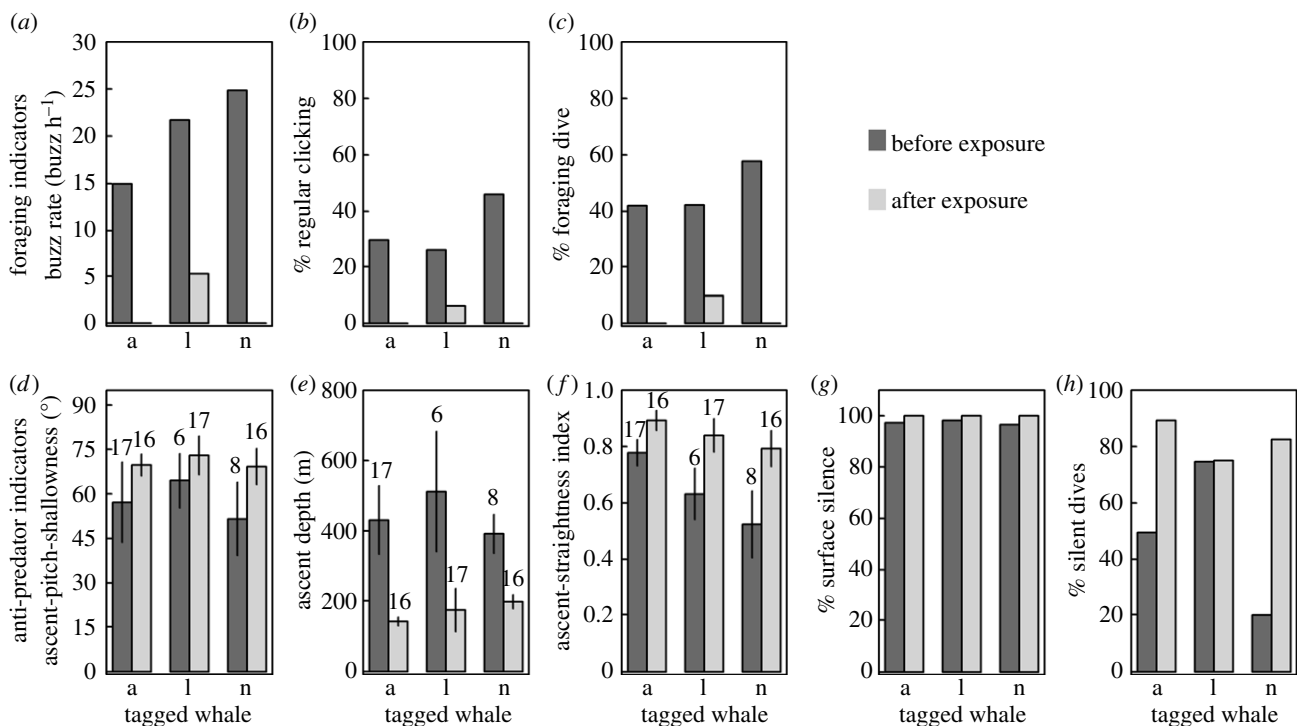 (a) (b) (c)
foraging indicators
buzz rate (buzz h⁻¹)
30
25
20
15
10
5
0
a l n
% regular clicking
100
80
60
40
20
0
a l n
% foraging dive
100
80
60
40
20
0
a l n
before exposure
after exposure
(d) (e) (f) (g) (h)
anti-predator indicators
ascent-pitch-shallowness (°)
90
75
60
45
30
15
0
17 16 6 17 8 16
a l n
tagged whale
ascent depth (m)
800
600
400
200
0
17 16 6 17 8 16
a l n
tagged whale
ascent-straightness index
1.0
0.8
0.6
0.4
0.2
0
17 16 6 17 8 16
a l n
tagged whale
% surface silence
100
80
60
40
20
0
a l n
tagged whale
% silent dives
100
80
60
40
20
0
a l n
tagged whale